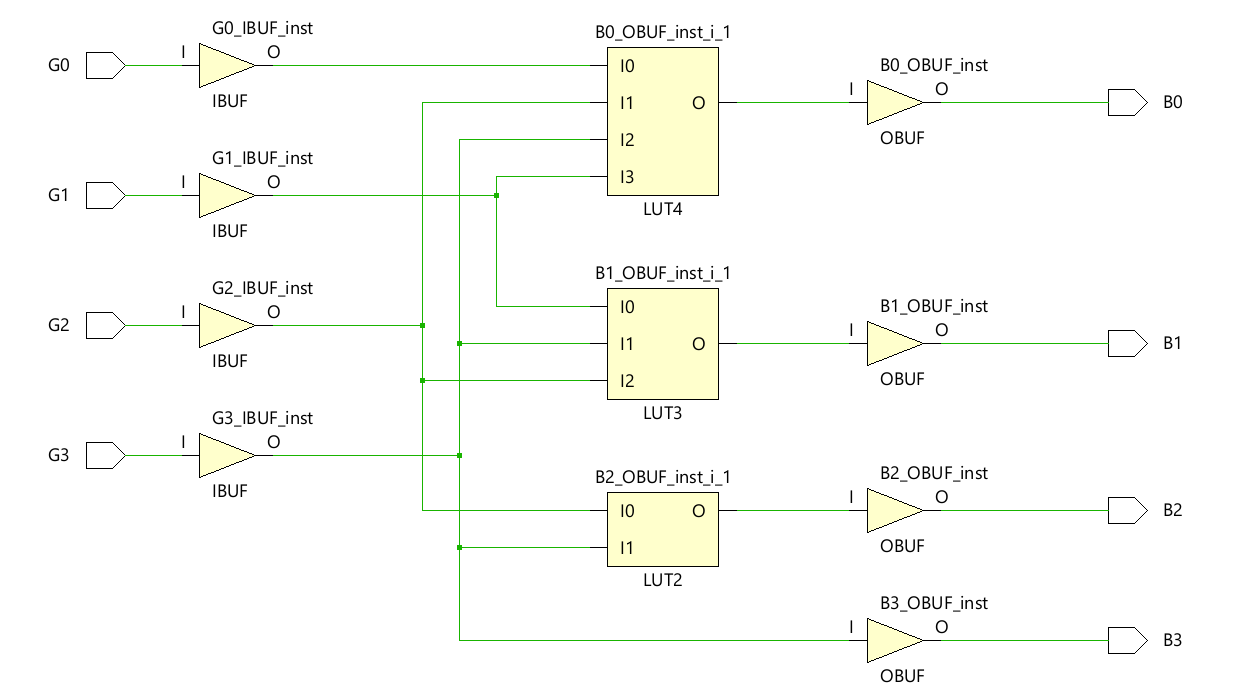 G0_IBUF_inst
G0
I
O
IBUF
G1_IBUF_inst
G1
I
O
IBUF
G2_IBUF_inst
G2
I
O
IBUF
G3_IBUF_inst
G3
I
O
IBUF
B0_OBUF_inst_i_1
I0
I1
O
I2
I3
LUT4
B1_OBUF_inst_i_1
I0
I1
O
I2
LUT3
B2_OBUF_inst_i_1
I0
O
I1
LUT2
B0_OBUF_inst
I
O
B0
OBUF
B1_OBUF_inst
I
O
B1
OBUF
B2_OBUF_inst
I
O
B2
OBUF
B3_OBUF_inst
I
O
B3
OBUF